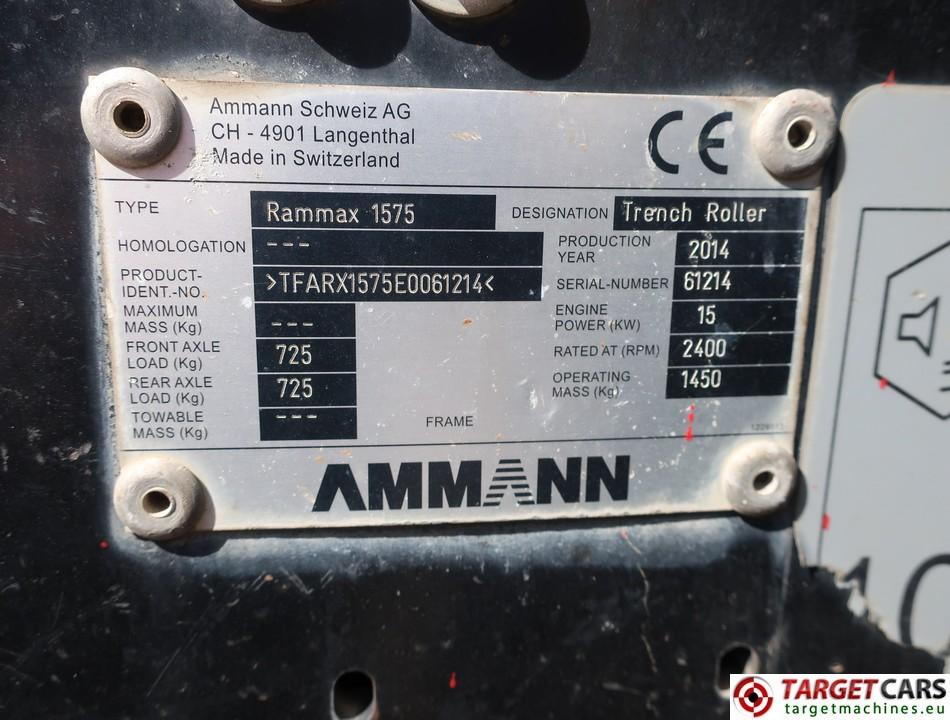 Ammann Schweiz AG
CH - 4901 Langenthal
Made in Switzerland
CE
TYPE Rammax 1575
DESIGNATION Trench Roller
HOMOLOGATION ---
PRODUCTION YEAR 2014
PRODUCT-IDENT.-NO. >TFARX1575E0061214<
SERIAL-NUMBER 61214
MAXIMUM MASS (Kg) ---
ENGINE POWER (KW) 15
FRONT AXLE LOAD (Kg) 725
RATED AT (RPM) 2400
REAR AXLE LOAD (Kg) 725
OPERATING MASS (Kg) 1450
TOWABLE MASS (Kg) ---
FRAME
AMMANN
TARGETCARS
targetmachines.eu